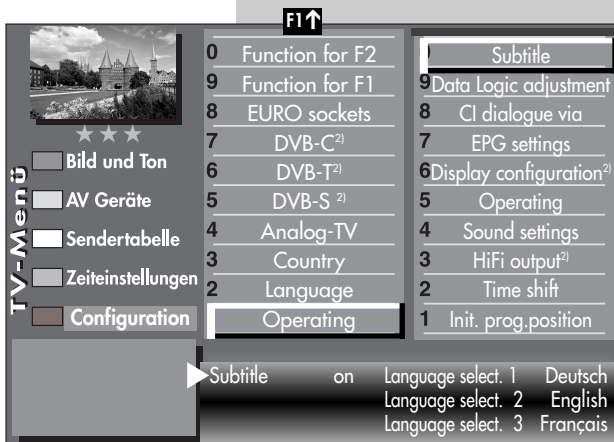 F1↑
TV-Menü
Bild und Ton
AV Geräte
Sendertabelle
Zeiteinstellungen
Configuration
0 Function for F2
9 Function for F1
8 EURO sockets
7 DVB-C2)
6 DVB-T2)
5 DVB-S 2)
4 Analog-TV
3 Country
2 Language
Operating
Subtitle
9 Data Logic adjustment
8 CI dialogue via
7 EPG settings
6 Display configuration2)
5 Operating
4 Sound settings
3 HiFi output2)
2 Time shift
1 Init. prog.position
Subtitle on Language select. 1 Deutsch
Language select. 2 English
Language select. 3 Français